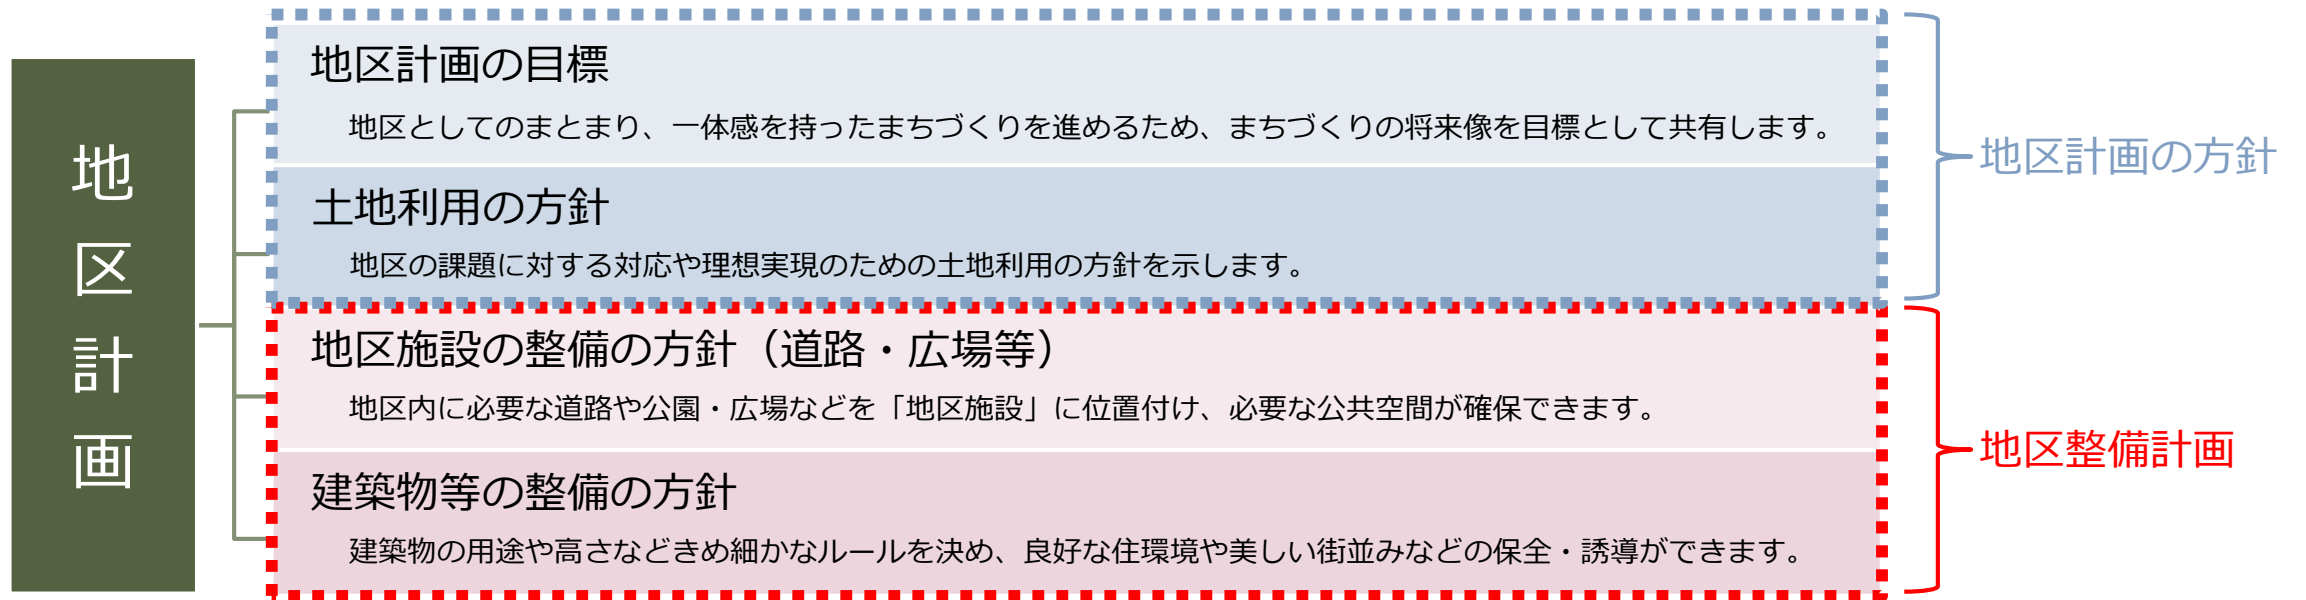 地区計画
地区計画の目標
地区としてのまとまり、一体感を持ったまちづくりを進めるため、まちづくりの将来像を目標として共有します。
土地利用の方針
地区の課題に対する対応や理想実現のための土地利用の方針を示します。
地区計画の方針
地区施設の整備の方針（道路・広場等）
地区内に必要な道路や公園・広場などを「地区施設」に位置付け、必要な公共空間が確保できます。
建築物等の整備の方針
建築物の用途や高さなどきめ細かなルールを決め、良好な住環境や美しい街並みなどの保全・誘導ができます。
地区整備計画